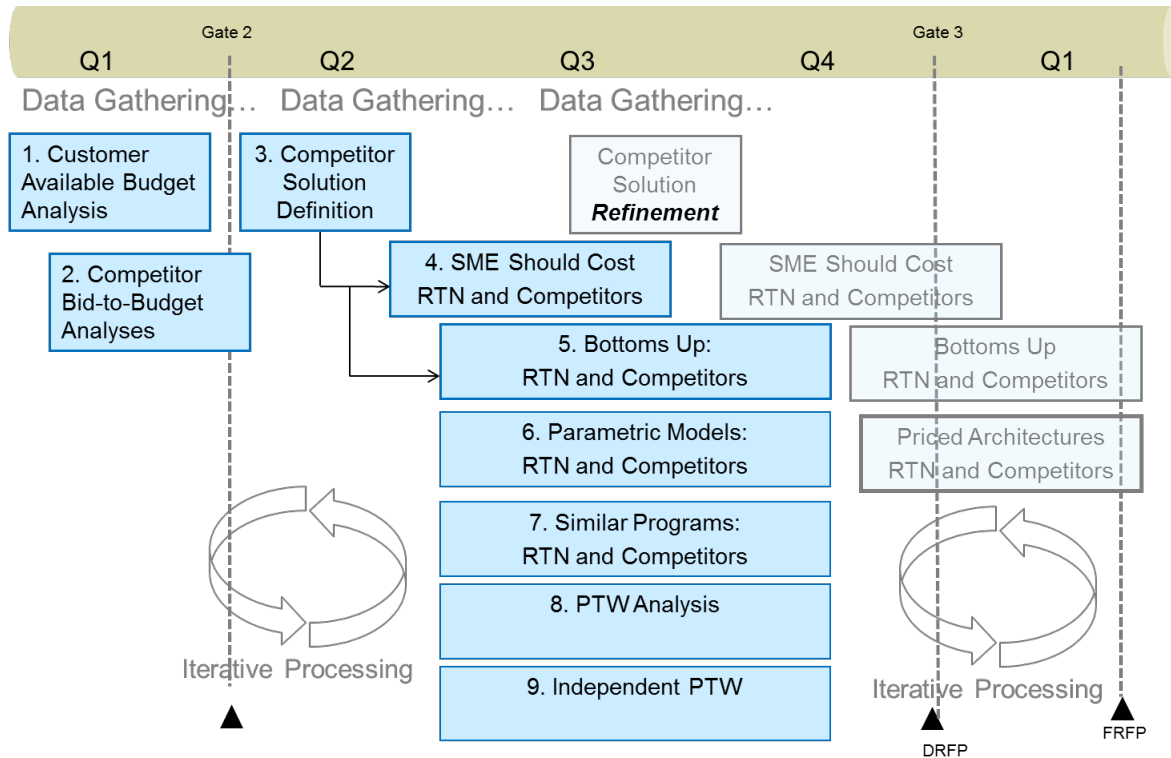 Gate 2
Gate 3
Q1
Q2
Q3
Q4
Q1
Data Gathering…
Data Gathering…
Data Gathering…
1. Customer
Available Budget
Analysis
3. Competitor
Solution
Definition
Competitor
Solution
Refinement
2. Competitor
Bid-to-Budget
Analyses
4. SME Should Cost
RTN and Competitors
SME Should Cost
RTN and Competitors
5. Bottoms Up:
RTN and Competitors
Bottoms Up
RTN and Competitors
6. Parametric Models:
RTN and Competitors
Priced Architectures
RTN and Competitors
7. Similar Programs:
RTN and Competitors
8. PTW Analysis
9. Independent PTW
Iterative Processing
Iterative Processing
DRFP
FRFP